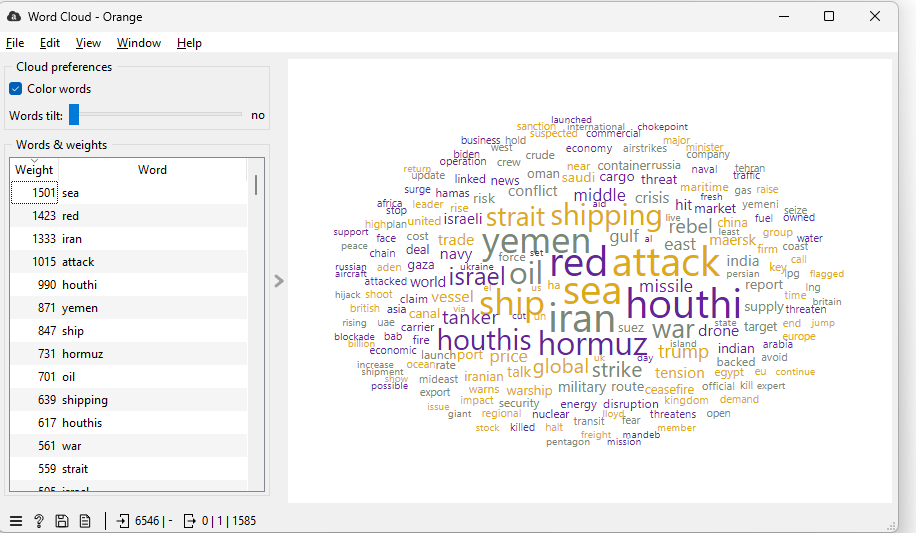 Word Cloud - Orange
File Edit View Window Help
Cloud preferences
Color words
Words tilt: no
Words & weights
Weight Word
1501 sea
1423 red
1333 iran
1015 attack
990 houthi
871 yemen
847 ship
731 hormuz
701 oil
639 shipping
617 houthis
561 war
559 strait
505 israel
6546 | - 0 | 1 | 1585
launched
sanction international chokepoint
suspected commercial
business hold major
west economy airstrikes minister
biden crude company
operation crew near container russia
return oman naval tehran
update linked news saudi cargo threat traffic
surge hamas risk conflict middle crisis maritime gas raise
africa leader rise aid hit market fresh yemeni
stop israeli strait shipping live china fuel owned seize
high plan united rebel least group water
support face cost trade yemen gulf al east maersk firm coast
peace chain deal navy force set red attack india key call
russian aden gaza ukraine persian lpg flagged
aircraft attacked world israel oil missile report lng
hijack shoot claim vessel el us ha sea houthi time britain
british asia canal via ship supply threaten
rising uae tanker cut un iran suez war drone state target end jump
blockade bab carrier houthis hormuz island indian arabia europe
billion fire uk day trump backed avoid
economic launch port price global
increase ocean rate talk strike tension egypt eu continue
shipment mideast iranian
show export warns warship military route ceasefire official kill expert
possible impact security energy disruption kingdom demand
issue giant regional nuclear lloyd threatens open
stock killed halt transit fear member
freight mandeb
pentagon mission